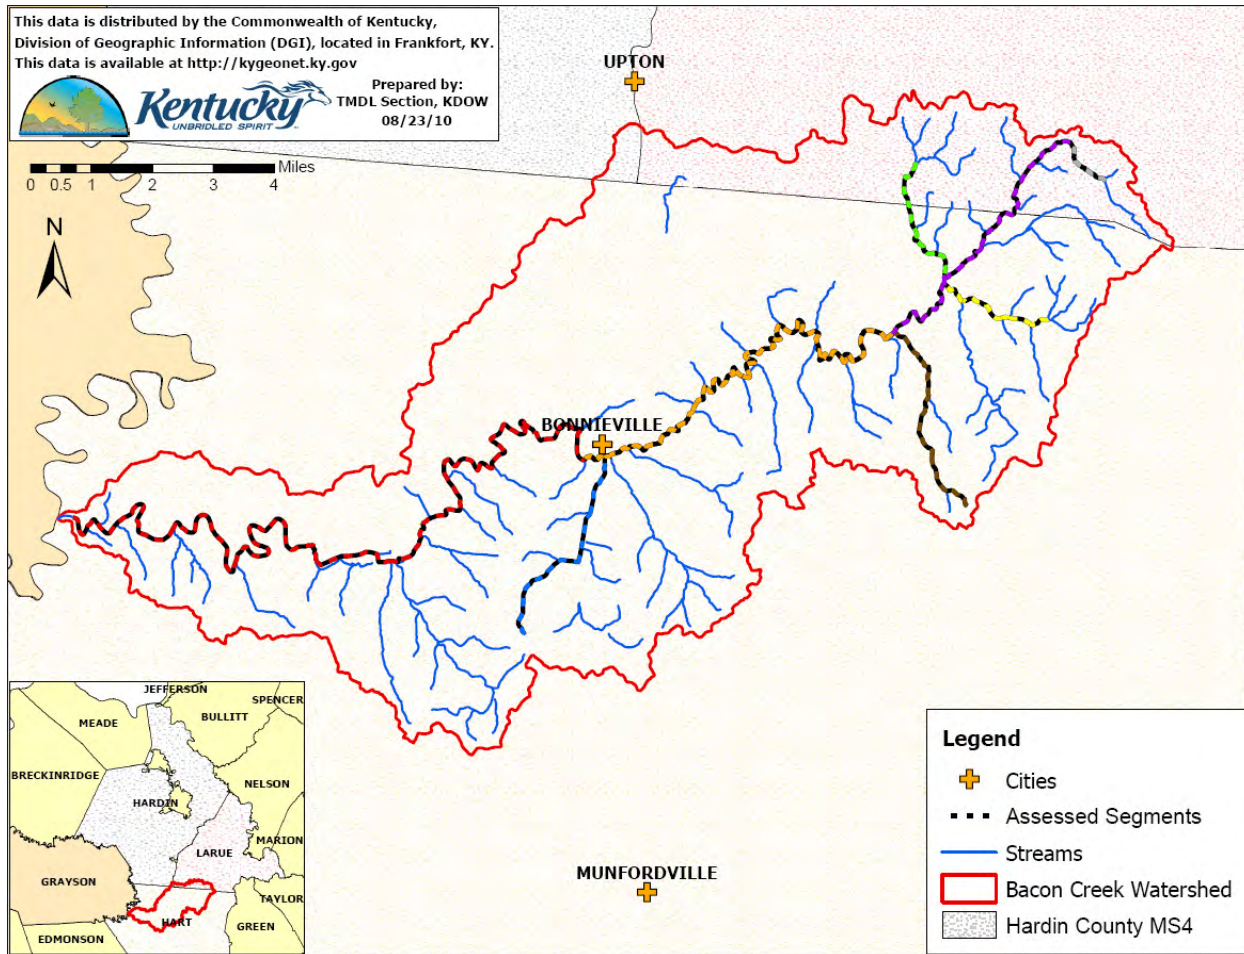 This data is distributed by the Commonwealth of Kentucky,
Division of Geographic Information (DGI), located in Frankfort, KY.
This data is available at http://kygeonet.ky.gov
Kentucky
UNBRIDLED SPIRIT
Prepared by:
TMDL Section, KDOW
08/23/10
UPTON
Miles
0 0.5 1 2 3 4
N
BONNIEVILLE
MUNFORDVILLE
JEFFERSON
SPENCER
MEADE
BULLITT
BRECKINRIDGE
NELSON
HARDIN
MARION
LARUE
GRAYSON
TAYLOR
HART
GREEN
EDMONSON
Legend
Cities
Assessed Segments
Streams
Bacon Creek Watershed
Hardin County MS4